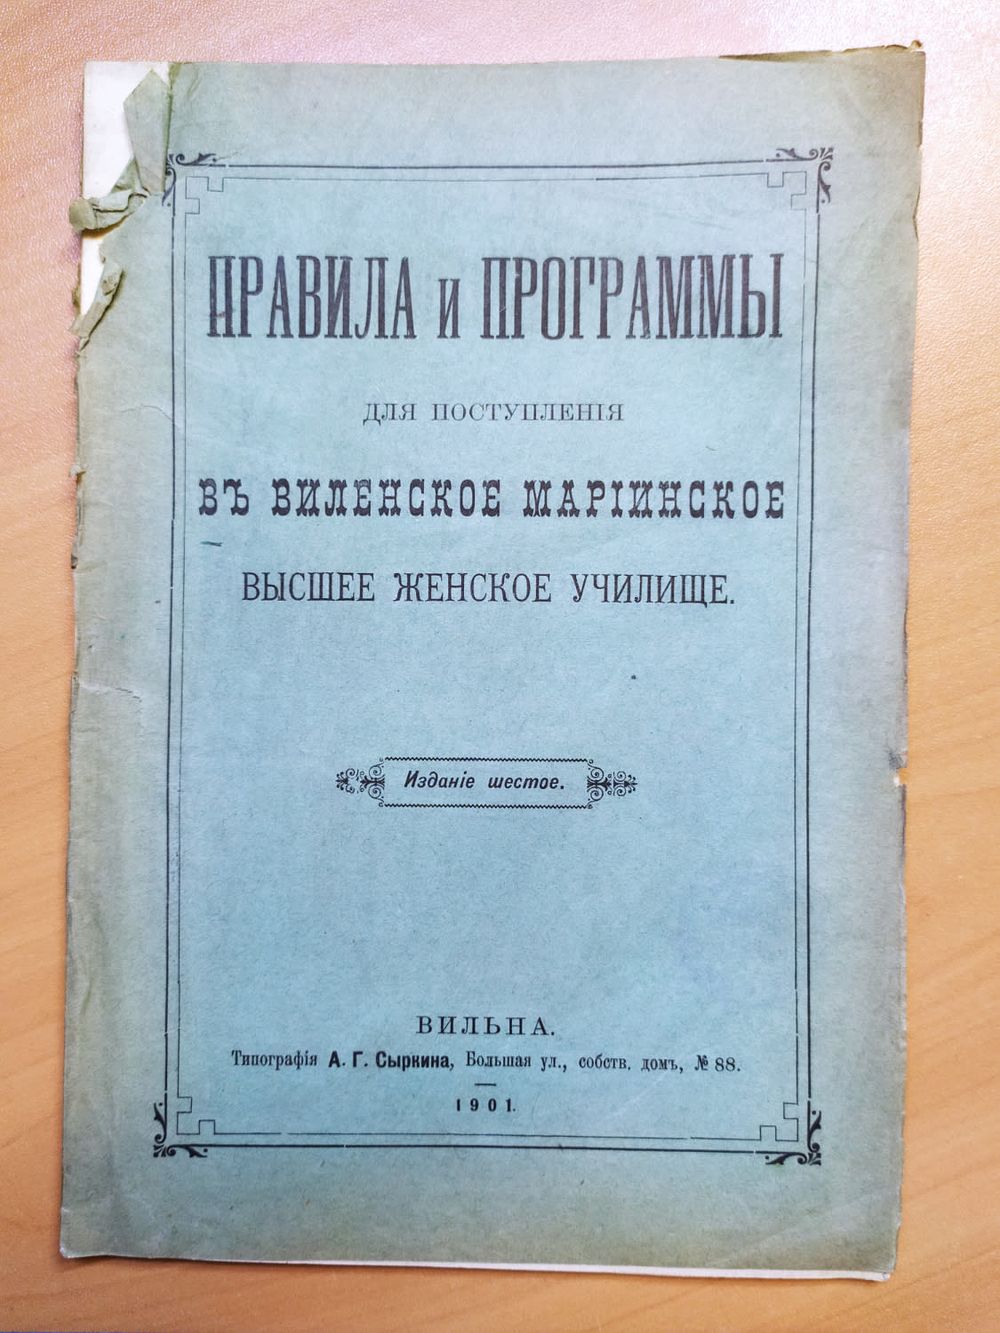 ПРАВИЛА и ПРОГРАММЫ
ДЛЯ ПОСТУПЛЕНІЯ
ВЪ ВИЛЕНСКОЕ МАРІИНСКОЕ
ВЫСШЕЕ ЖЕНСКОЕ УЧИЛИЩЕ.
Изданіе шестое.
ВИЛЬНА.
Типографія А. Г. Сыркина, Большая ул., собств. домъ, № 88.
1901.